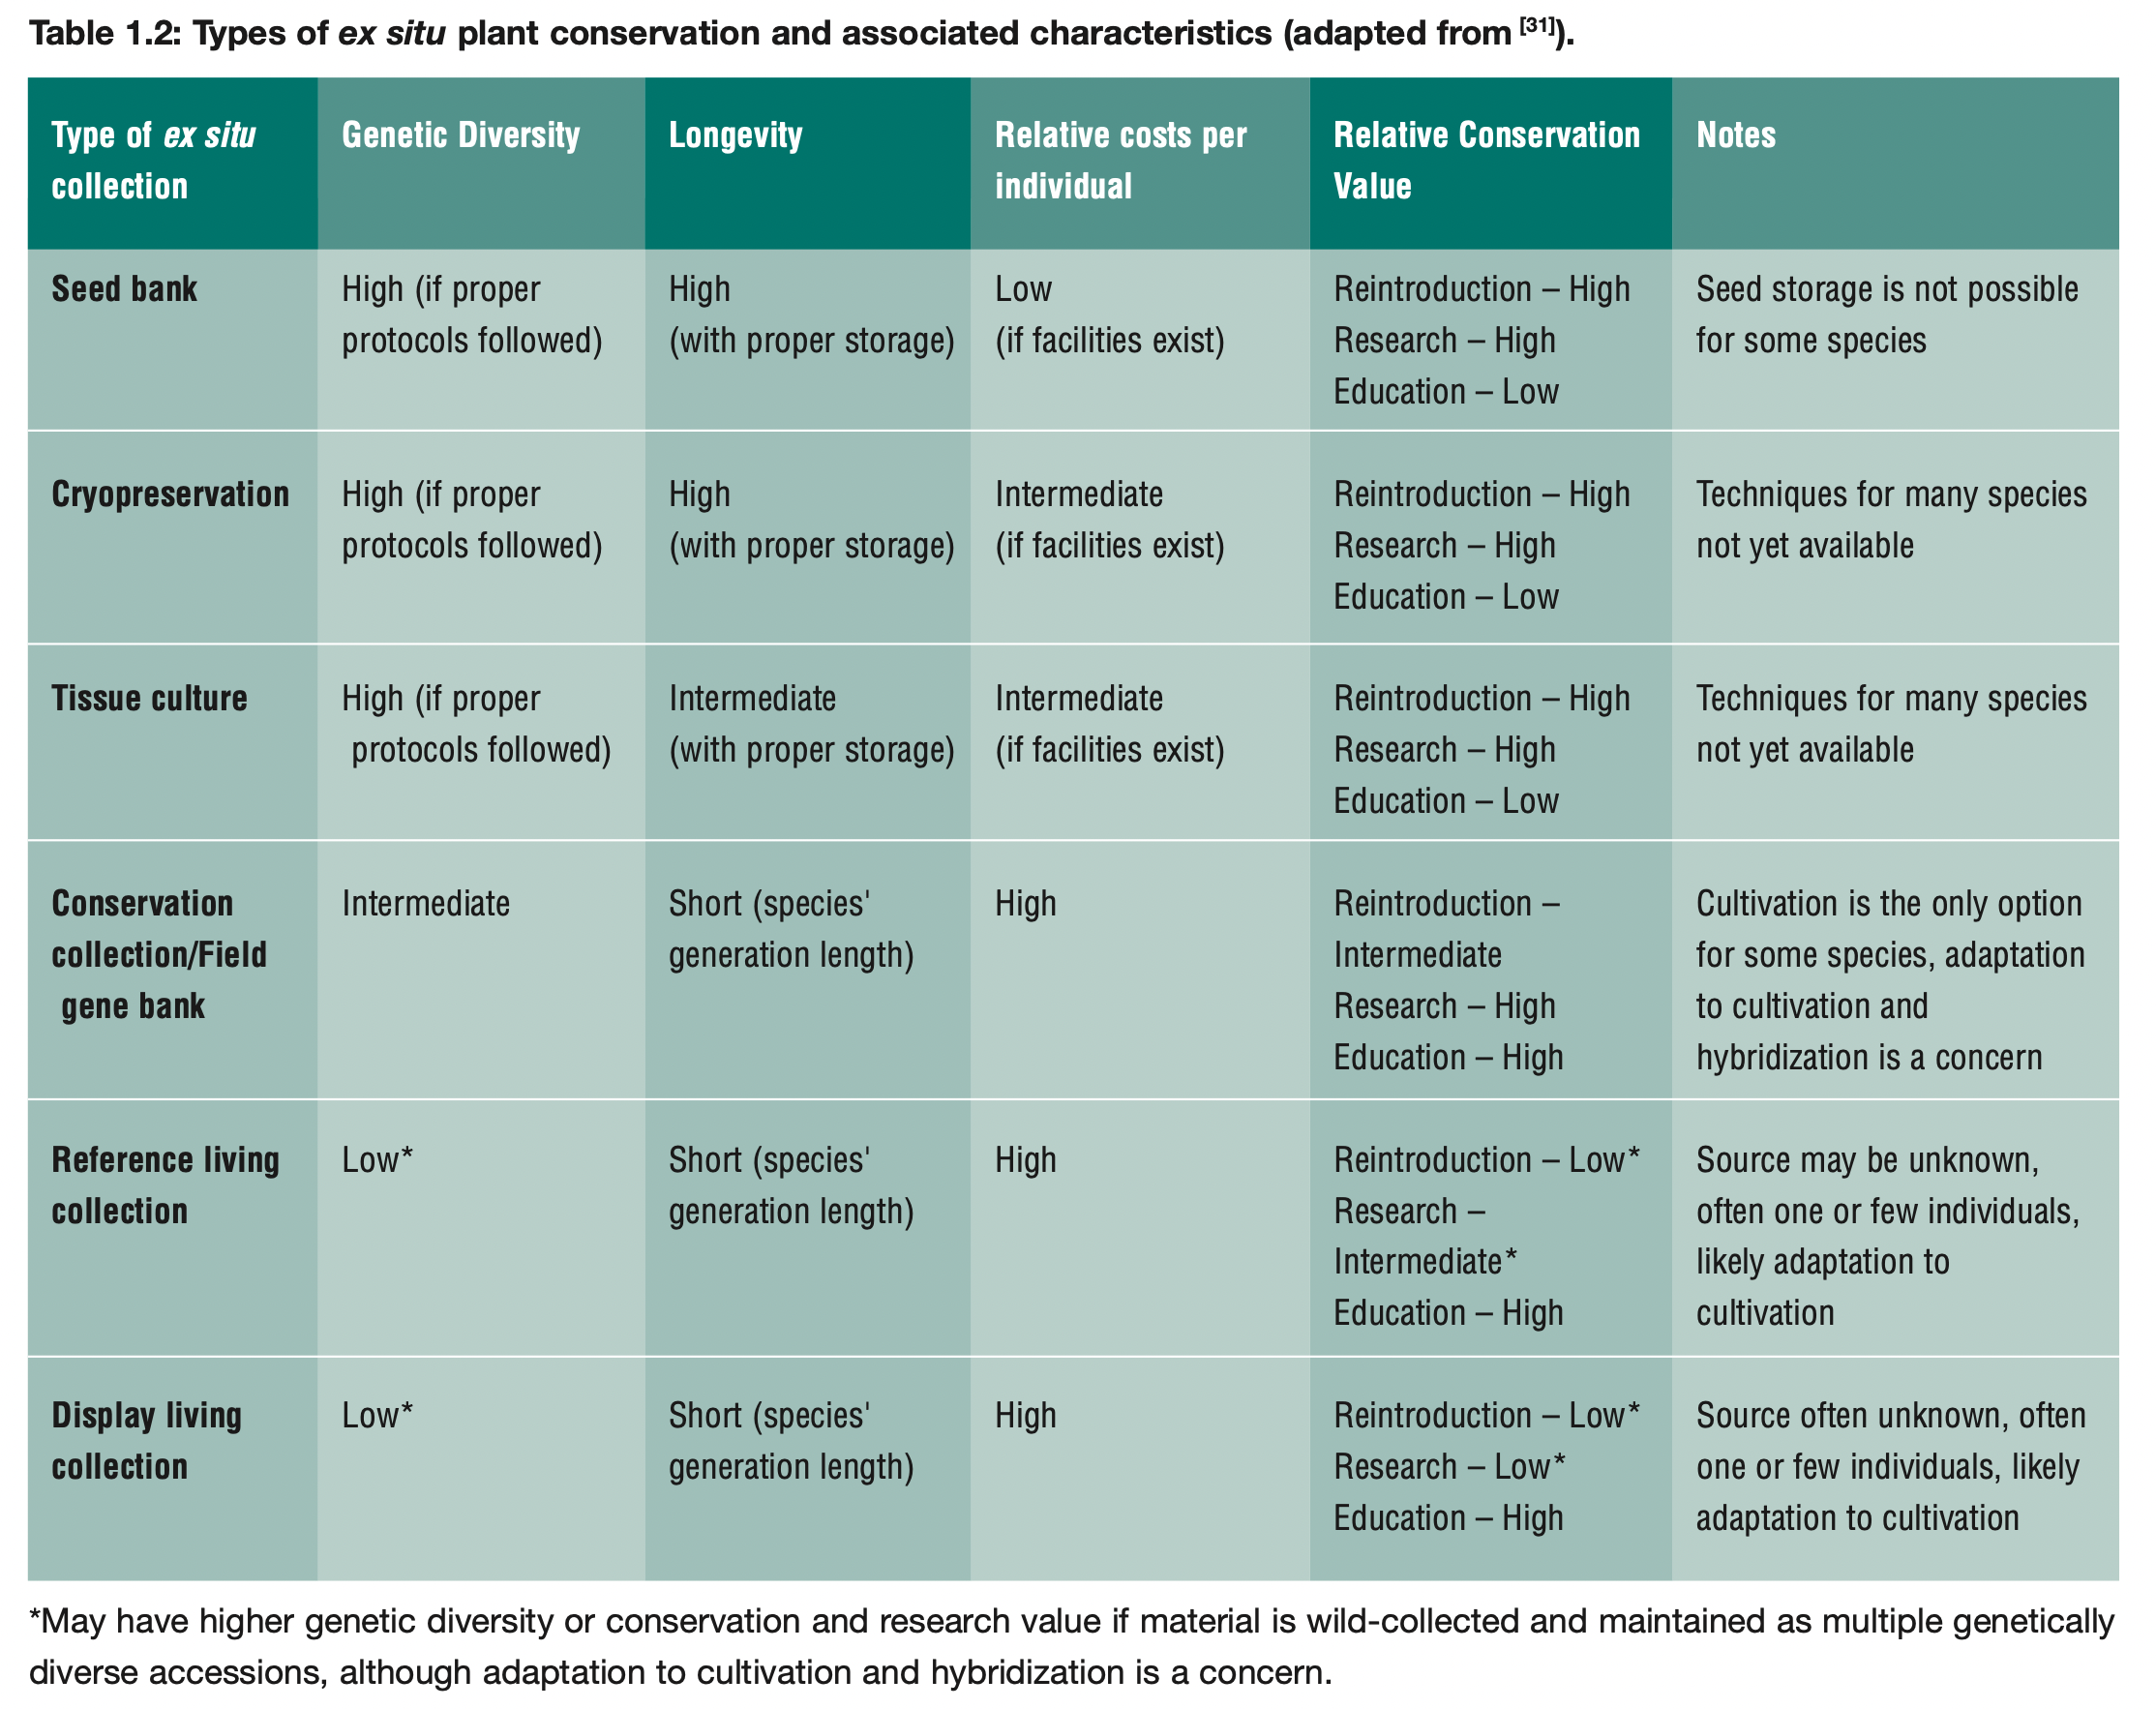 Table 1.2: Types of ex situ plant conservation and associated characteristics (adapted from [31]).
Type of ex situ
collection
Genetic Diversity
Longevity
Relative costs per
individual
Relative Conservation
Value
Notes
Seed bank
High (if proper
protocols followed)
High
(with proper storage)
Low
(if facilities exist)
Reintroduction – High
Research – High
Education – Low
Seed storage is not possible
for some species
Cryopreservation
High (if proper
protocols followed)
High
(with proper storage)
Intermediate
(if facilities exist)
Reintroduction – High
Research – High
Education – Low
Techniques for many species
not yet available
Tissue culture
High (if proper
protocols followed)
Intermediate
(with proper storage)
Intermediate
(if facilities exist)
Reintroduction – High
Research – High
Education – Low
Techniques for many species
not yet available
Conservation
collection/Field
gene bank
Intermediate
Short (species'
generation length)
High
Reintroduction –
Intermediate
Research – High
Education – High
Cultivation is the only option
for some species, adaptation
to cultivation and
hybridization is a concern
Reference living
collection
Low*
Short (species'
generation length)
High
Reintroduction – Low*
Research –
Intermediate*
Education – High
Source may be unknown,
often one or few individuals,
likely adaptation to
cultivation
Display living
collection
Low*
Short (species'
generation length)
High
Reintroduction – Low*
Research – Low*
Education – High
Source often unknown, often
one or few individuals, likely
adaptation to cultivation
*May have higher genetic diversity or conservation and research value if material is wild-collected and maintained as multiple genetically
diverse accessions, although adaptation to cultivation and hybridization is a concern.